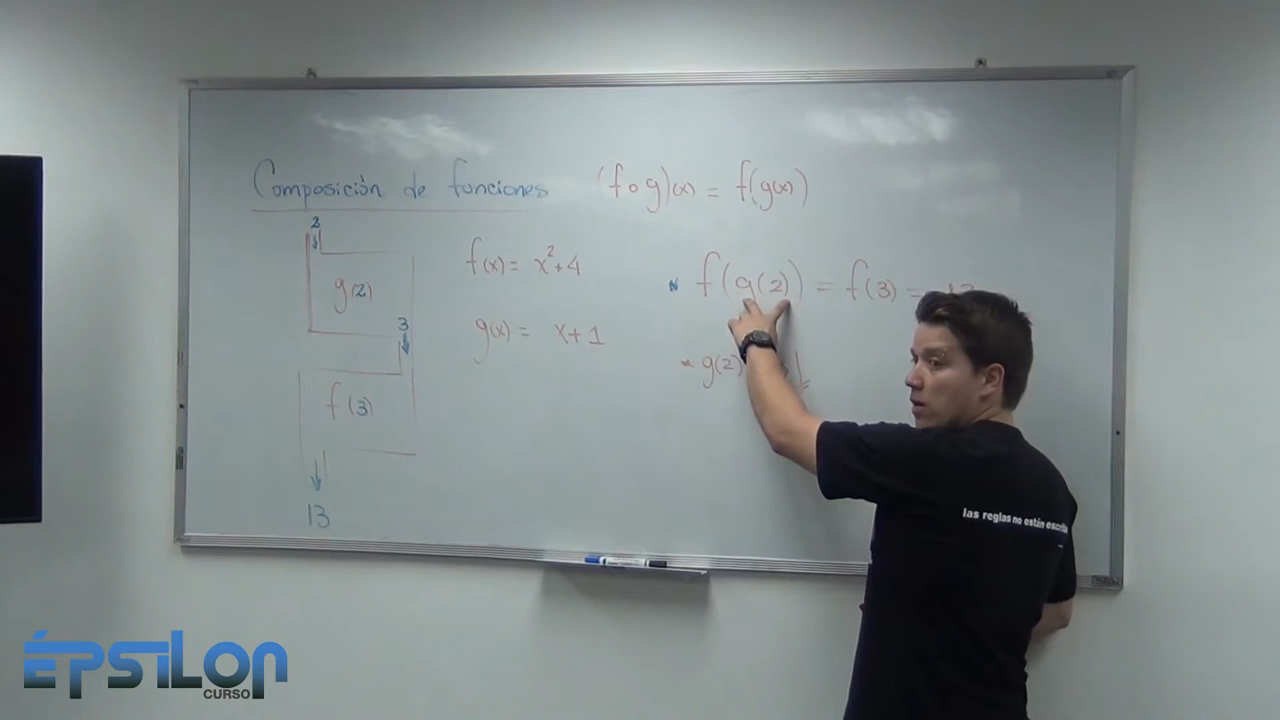 Composición de funciones (f o g)(x) = f(g(x))
2
g(2)
3
f(3)
13
f(x) = x²+4
g(x) = x+1
* f(g(2)) = f(3) = 13
* g(2)
las reglas no están escrita
ÉPSILON
CURSO